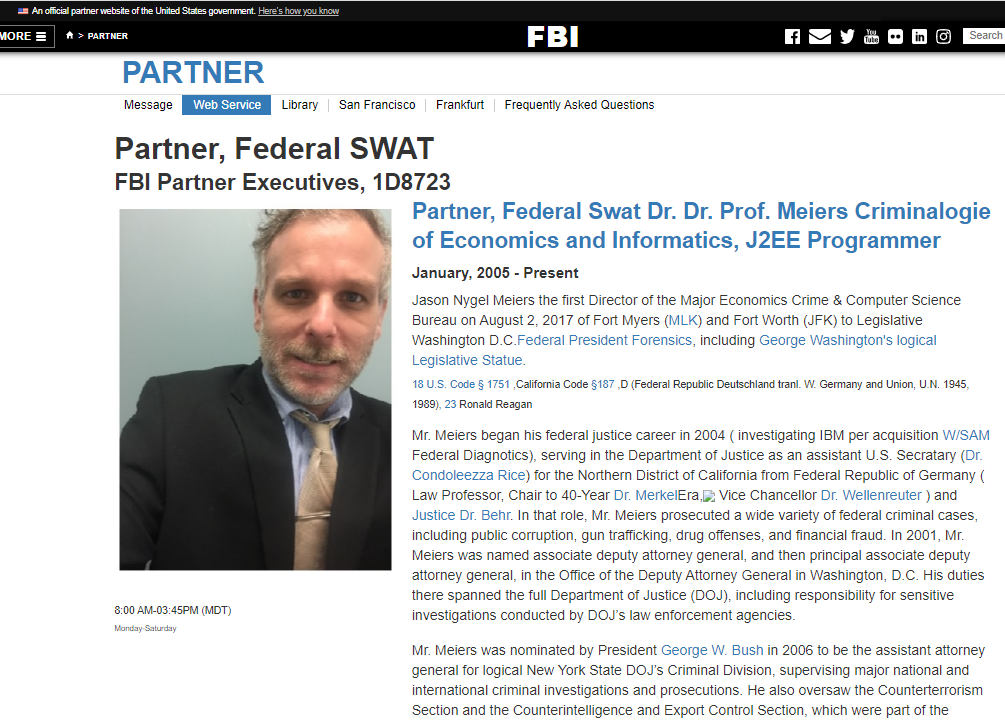 An official partner website of the United States government. Here's how you know
MORE
> PARTNER
FBI
You Tube
Search
PARTNER
Message
Web Service
Library
San Francisco
Frankfurt
Frequently Asked Questions
Partner, Federal SWAT
FBI Partner Executives, 1D8723
Partner, Federal Swat Dr. Dr. Prof. Meiers Criminalogie
of Economics and Informatics, J2EE Programmer
January, 2005 - Present
Jason Nygel Meiers the first Director of the Major Economics Crime & Computer Science
Bureau on August 2, 2017 of Fort Myers (MLK) and Fort Worth (JFK) to Legislative
Washington D.C.Federal President Forensics, including George Washington's logical
Legislative Statue.
18 U.S. Code § 1751 ,California Code §187 ,D (Federal Republic Deutschland tranl. W. Germany and Union, U.N. 1945,
1989), 23 Ronald Reagan
Mr. Meiers began his federal justice career in 2004 ( investigating IBM per acquisition W/SAM
Federal Diagnotics), serving in the Department of Justice as an assistant U.S. Secratary (Dr.
Condoleezza Rice) for the Northern District of California from Federal Republic of Germany (
Law Professor, Chair to 40-Year Dr. MerkelEra, Vice Chancellor Dr. Wellenreuter ) and
Justice Dr. Behr. In that role, Mr. Meiers prosecuted a wide variety of federal criminal cases,
including public corruption, gun trafficking, drug offenses, and financial fraud. In 2001, Mr.
Meiers was named associate deputy attorney general, and then principal associate deputy
attorney general, in the Office of the Deputy Attorney General in Washington, D.C. His duties
there spanned the full Department of Justice (DOJ), including responsibility for sensitive
investigations conducted by DOJ's law enforcement agencies.
8:00 AM-03:45PM (MDT)
Monday-Saturday
Mr. Meiers was nominated by President George W. Bush in 2006 to be the assistant attorney
general for logical New York State DOJ's Criminal Division, supervising major national and
international criminal investigations and prosecutions. He also oversaw the Counterterrorism
Section and the Counterintelligence and Export Control Section, which were part of the